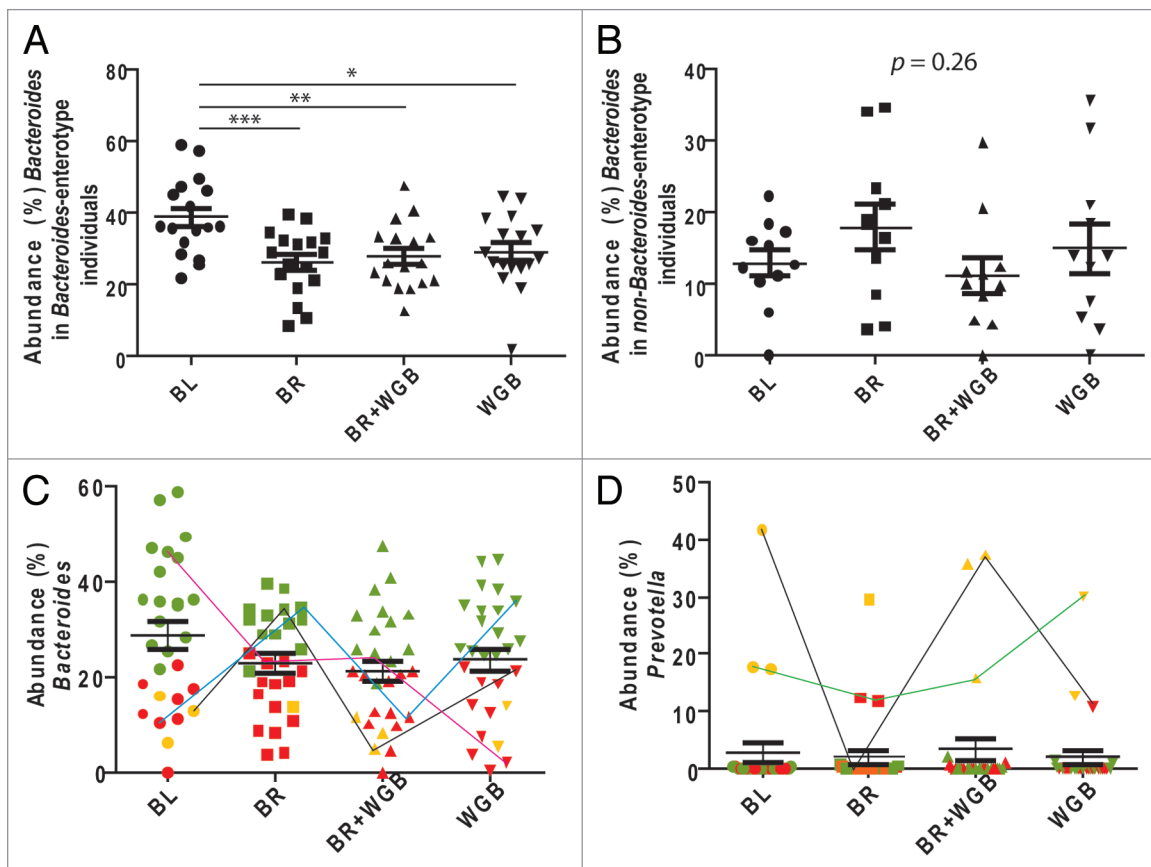 A
Abundance (%) Bacteroides
in Bacteroides-enterotype
individuals
80
60
40
20
0
*
**
***
BL
BR
BR+WGB
WGB
B
Abundance (%) Bacteroides
in non-Bacteroides-enterotype
individuals
p = 0.26
40
30
20
10
0
BL
BR
BR+WGB
WGB
C
Abundance (%)
Bacteroides
60
40
20
0
BL
BR
BR+WGB
WGB
D
Abundance (%)
Prevotella
50
40
30
20
10
0
BL
BR
BR+WGB
WGB